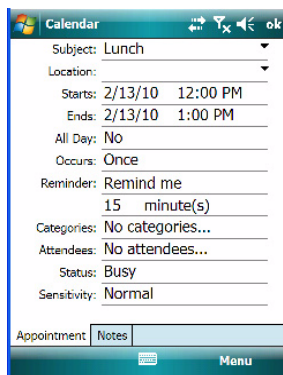 Calendar ok
Subject: Lunch
Location:
Starts: 2/13/10 12:00 PM
Ends: 2/13/10 1:00 PM
All Day: No
Occurs: Once
Reminder: Remind me
15 minute(s)
Categories: No categories...
Attendees: No attendees...
Status: Busy
Sensitivity: Normal
Appointment Notes
Menu